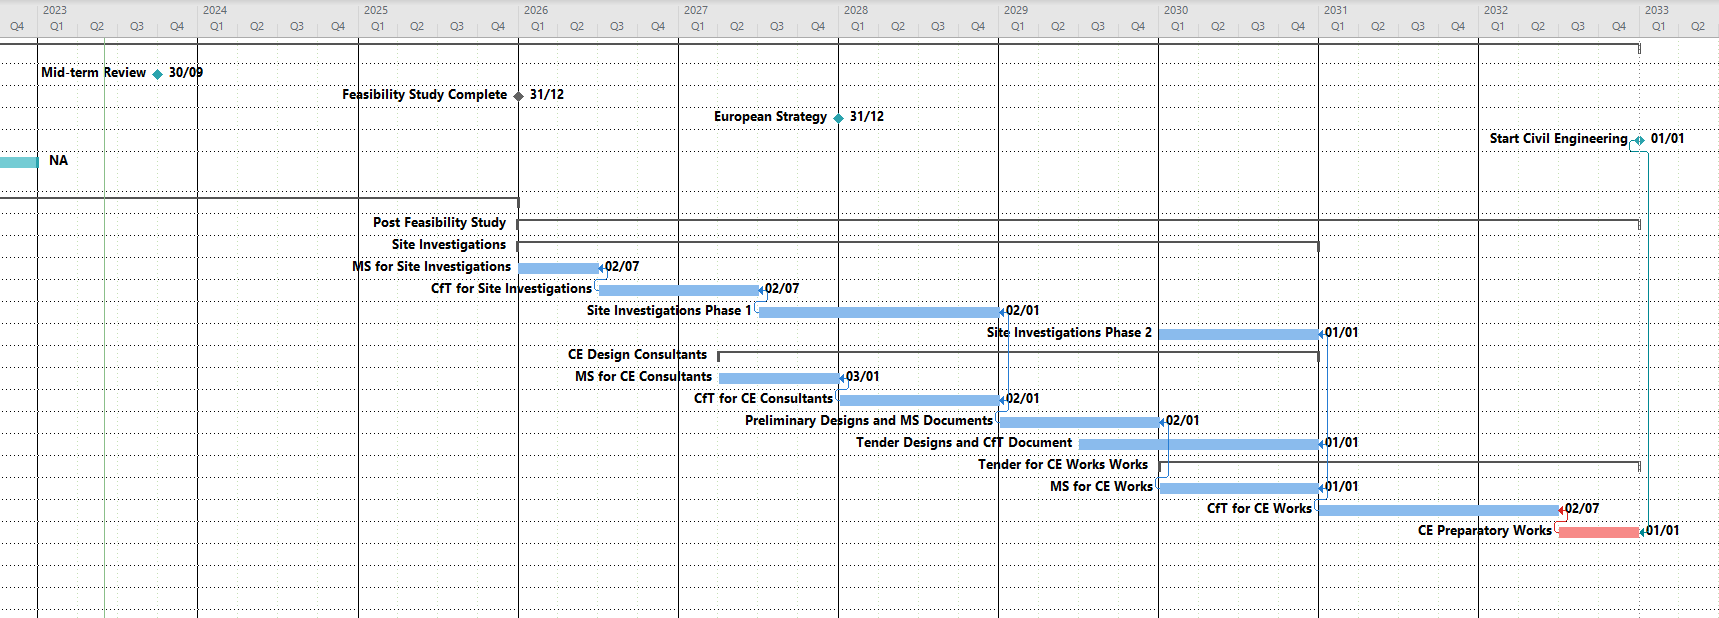 2023 2024 2025 2026 2027 2028 2029 2030 2031 2032 2033
Q4 Q1 Q2 Q3 Q4 Q1 Q2 Q3 Q4 Q1 Q2 Q3 Q4 Q1 Q2 Q3 Q4 Q1 Q2 Q3 Q4 Q1 Q2 Q3 Q4 Q1 Q2 Q3 Q4 Q1 Q2 Q3 Q4 Q1 Q2 Q3 Q4 Q1 Q2 Q3 Q4 Q1 Q2
Mid-term Review 30/09
Feasibility Study Complete 31/12
European Strategy 31/12
Start Civil Engineering 01/01
NA
Post Feasibility Study
Site Investigations
MS for Site Investigations 02/07
CfT for Site Investigations 02/07
Site Investigations Phase 1 02/01
Site Investigations Phase 2 01/01
CE Design Consultants
MS for CE Consultants 03/01
CfT for CE Consultants 02/01
Preliminary Designs and MS Documents 02/01
Tender Designs and CfT Document 01/01
Tender for CE Works Works
MS for CE Works 01/01
CfT for CE Works 02/07
CE Preparatory Works 01/01